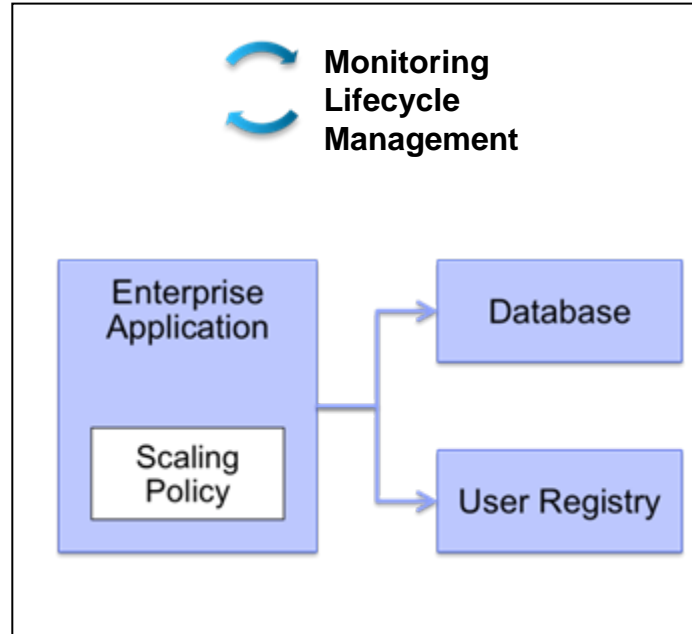 Monitoring
Lifecycle
Management
Enterprise
Application
Scaling
Policy
Database
User Registry